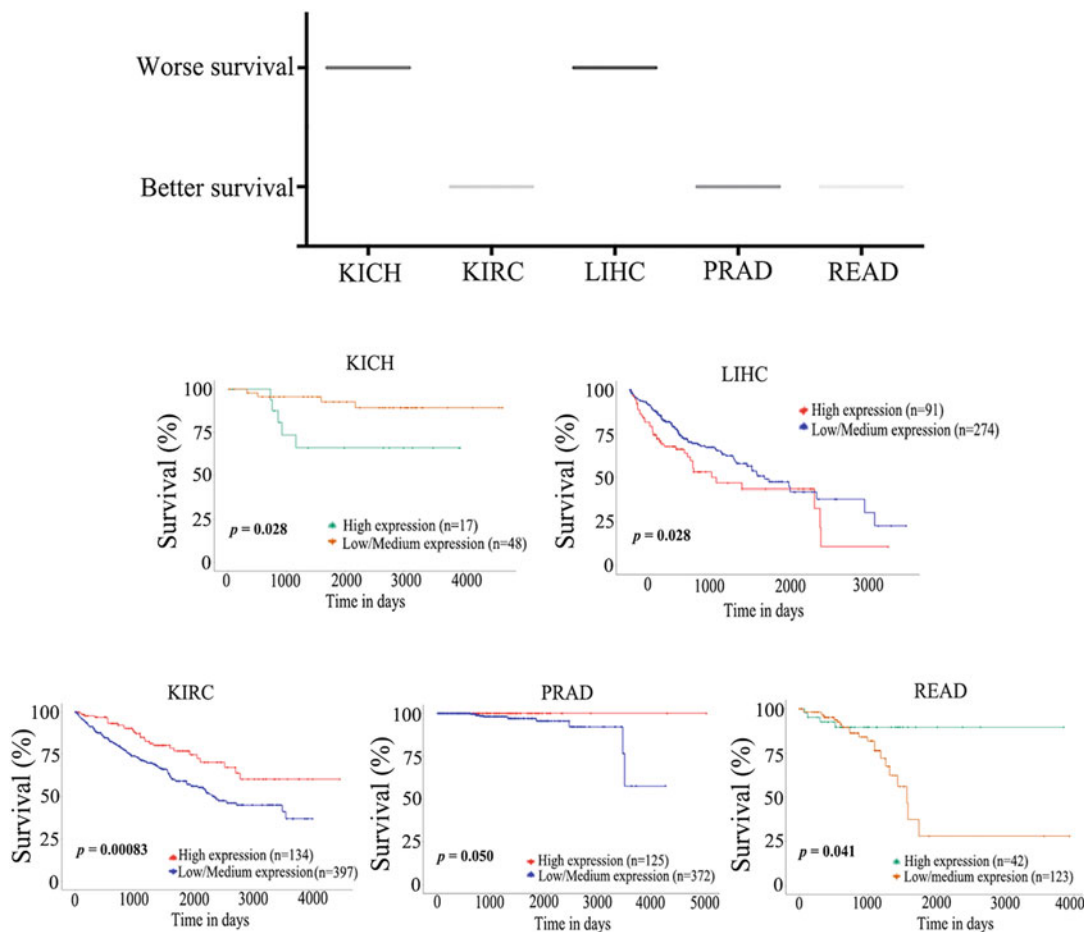 Worse survival
Better survival
KICH KIRC LIHC PRAD READ
KICH
Survival (%)
100
75
50
25
0
p = 0.028
High expression (n=17)
Low/Medium expression (n=48)
0 1000 2000 3000 4000
Time in days
LIHC
Survival (%)
100
75
50
25
0
High expression (n=91)
Low/Medium expression (n=274)
p = 0.028
0 1000 2000 3000
Time in days
KIRC
Survival (%)
100
75
50
25
0
p = 0.00083
High expression (n=134)
Low/Medium expression (n=397)
0 1000 2000 3000 4000
Time in days
PRAD
Survival (%)
100
75
50
25
0
p = 0.050
High expression (n=125)
Low/Medium expression (n=372)
0 1000 2000 3000 4000 5000
Time in days
READ
Survival (%)
100
75
50
25
0
p = 0.041
High expression (n=42)
Low/medium expresion (n=123)
0 1000 2000 3000 4000
Time in days